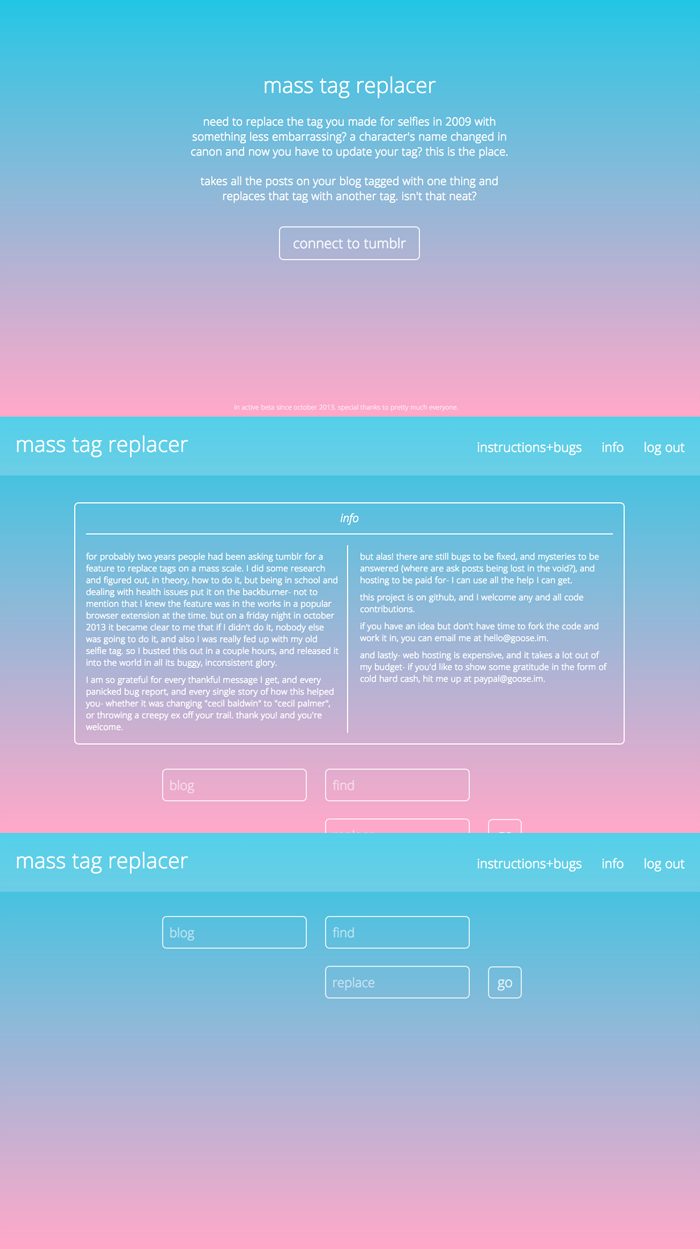 mass tag replacer
need to replace the tag you made for selfies in 2009 with
something less embarrassing? a character's name changed in
canon and now you have to update your tag? this is the place.
takes all the posts on your blog tagged with one thing and
replaces that tag with another tag. isn't that neat?
connect to tumblr
in active beta since october 2013. special thanks to pretty much everyone.
mass tag replacer
instructions+bugs info log out
info
for probably two years people had been asking tumblr for a
feature to replace tags on a mass scale. I did some research
and figured out, in theory, how to do it, but being in school and
dealing with health issues put it on the backburner- not to
mention that I knew the feature was in the works in a popular
browser extension at the time. but on a friday night in october
2013 it became clear to me that if I didn't do it, nobody else
was going to do it, and also I was really fed up with my old
selfie tag. so I busted this out in a couple hours, and released it
into the world in all its buggy, inconsistent glory.
I am so grateful for every thankful message I get, and every
panicked bug report, and every single story of how this helped
you- whether it was changing "cecil baldwin" to "cecil palmer",
or throwing a creepy ex off your trail. thank you! and you're
welcome.
but alas! there are still bugs to be fixed, and mysteries to be
answered (where are ask posts being lost in the void?), and
hosting to be paid for- I can use all the help I can get.
this project is on github, and I welcome any and all code
contributions.
if you have an idea but don't have time to fork the code and
work it in, you can email me at hello@goose.im.
and lastly- web hosting is expensive, and it takes a lot out of
my budget- if you'd like to show some gratitude in the form of
cold hard cash, hit me up at paypal@goose.im.
blog find
mass tag replacer
instructions+bugs info log out
blog find
replace go